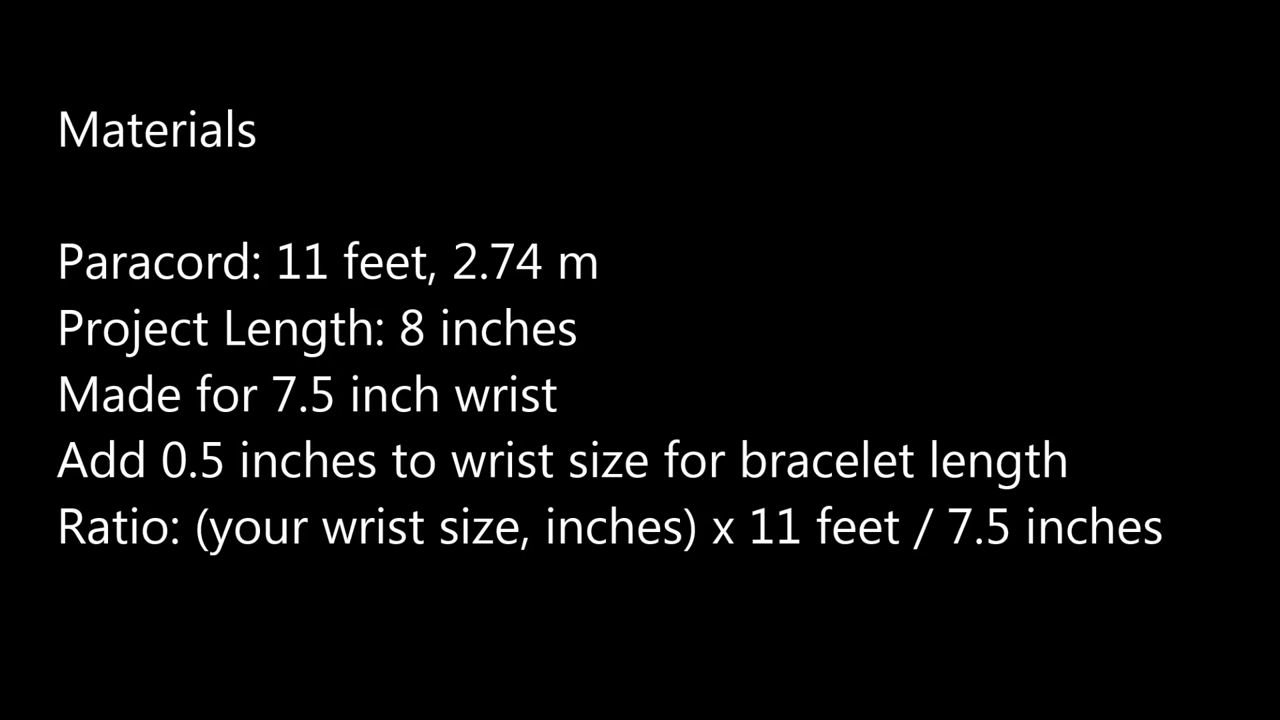 Materials
Paracord: 11 feet, 2.74 m
Project Length: 8 inches
Made for 7.5 inch wrist
Add 0.5 inches to wrist size for bracelet length
Ratio: (your wrist size, inches) x 11 feet / 7.5 inches